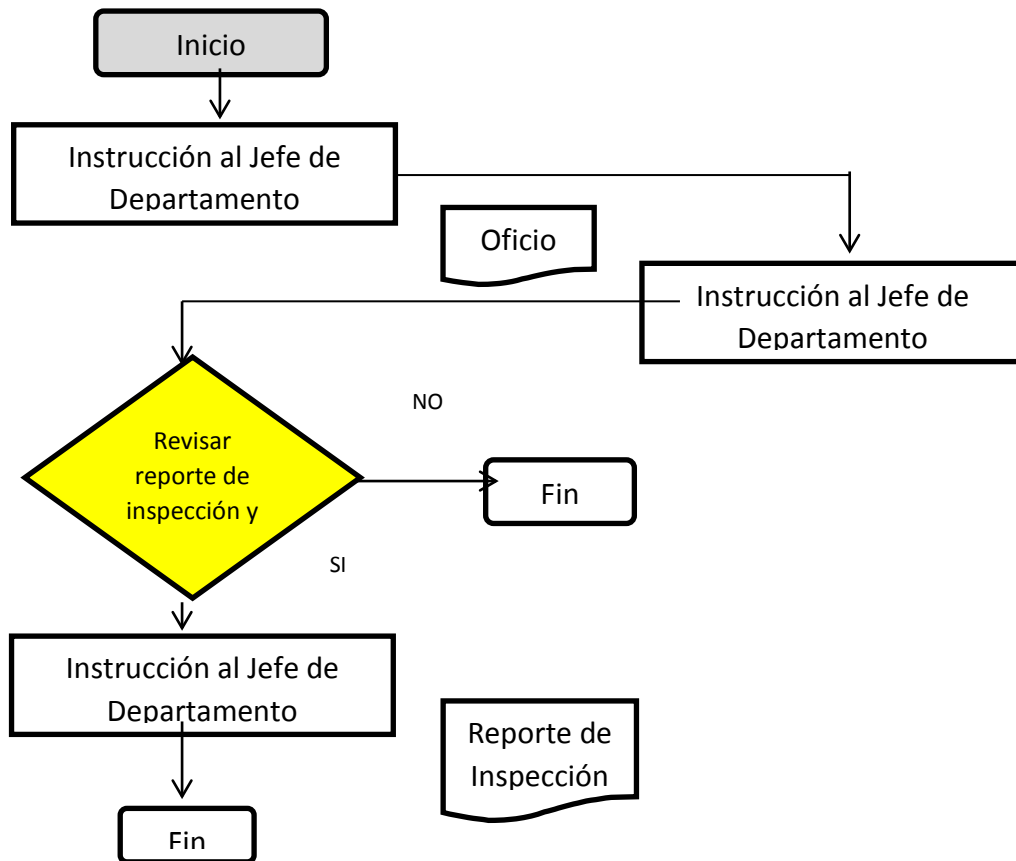 Inicio
Instrucción al Jefe de
Departamento
Oficio
Instrucción al Jefe de
Departamento
NO
Revisar
reporte de
inspección y
Fin
SI
Instrucción al Jefe de
Departamento
Reporte de
Inspección
Fin